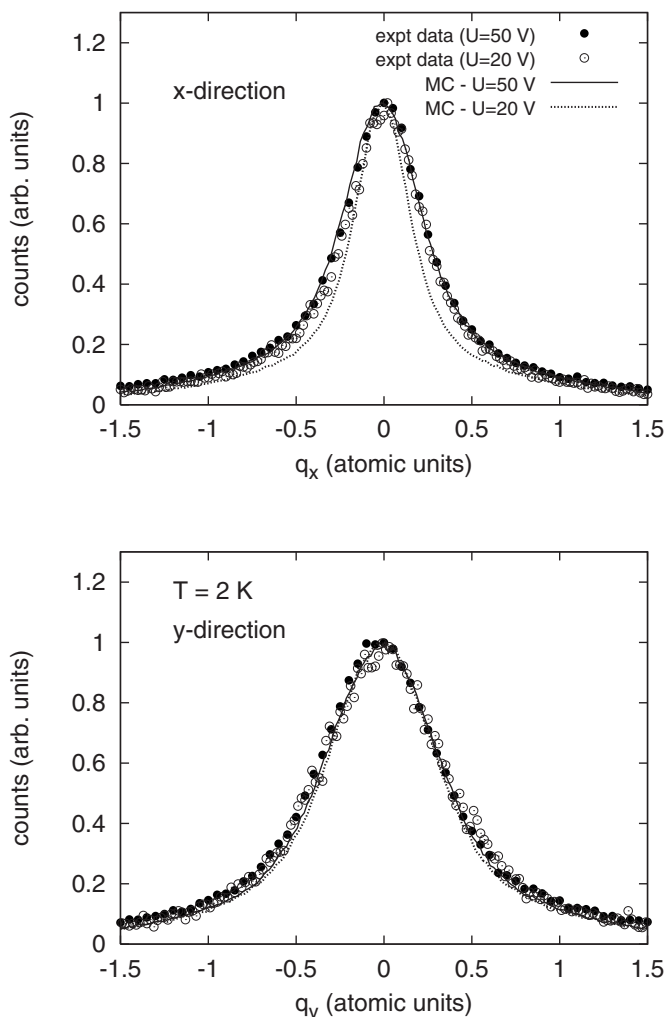 1.2
1
0.8
0.6
0.4
0.2
0
counts (arb. units)
x-direction
expt data (U=50 V)
expt data (U=20 V)
MC - U=50 V
MC - U=20 V
-1.5 -1 -0.5 0 0.5 1 1.5
q_x (atomic units)
1.2
1
0.8
0.6
0.4
0.2
0
counts (arb. units)
T = 2 K
y-direction
-1.5 -1 -0.5 0 0.5 1 1.5
q_y (atomic units)